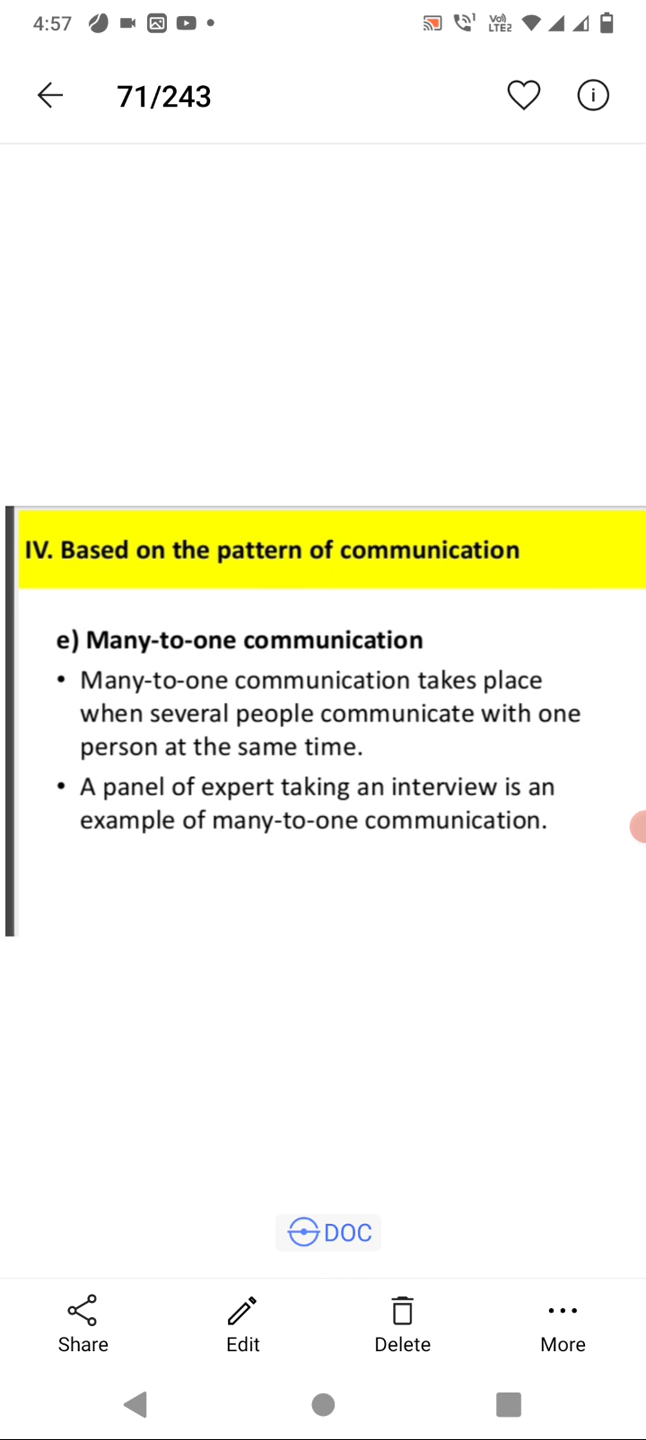 4:57
Vo)) LTE2
71/243
IV. Based on the pattern of communication
e) Many-to-one communication
• Many-to-one communication takes place
when several people communicate with one
person at the same time.
• A panel of expert taking an interview is an
example of many-to-one communication.
DOC
Share Edit Delete More